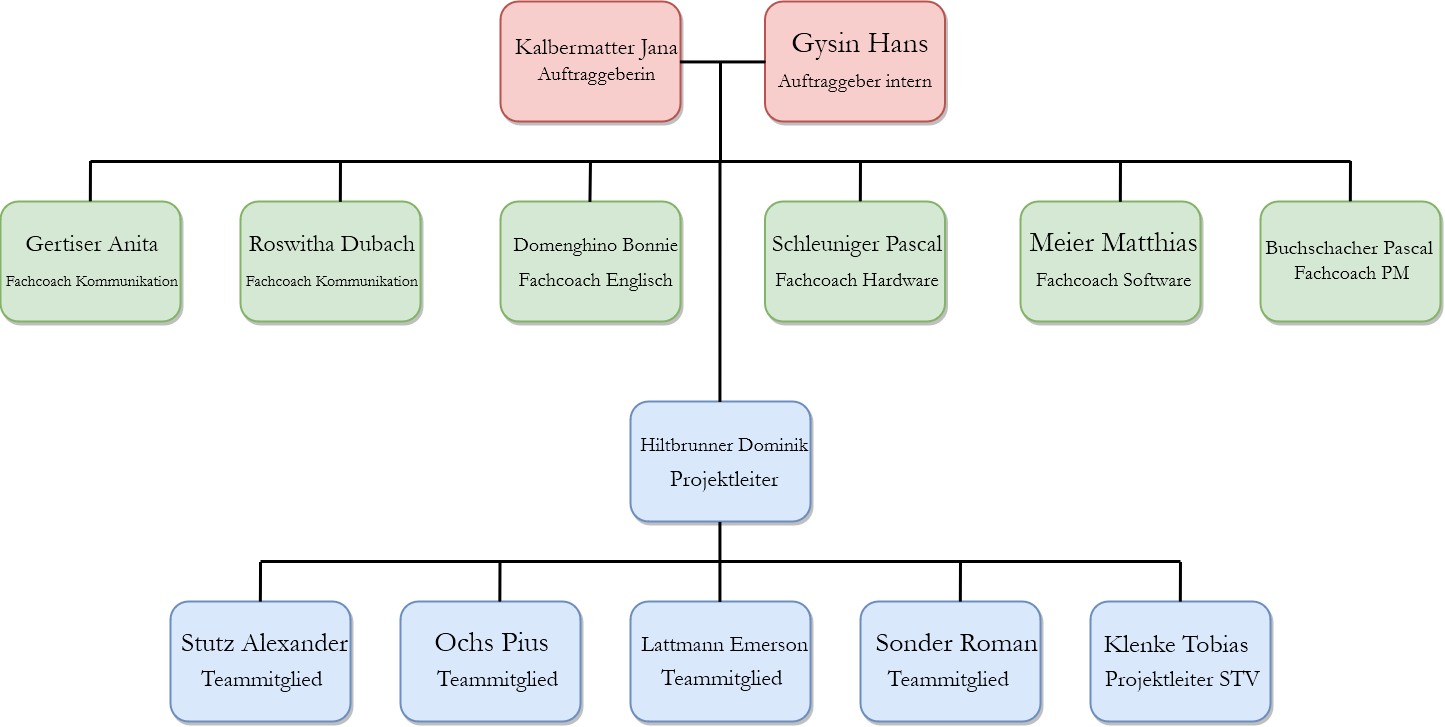 Kalbermatter Jana
Auftraggeberin
Gysin Hans
Auftraggeber intern
Gertiser Anita
Fachcoach Kommunikation
Roswitha Dubach
Fachcoach Kommunikation
Domenghino Bonnie
Fachcoach Englisch
Schleuniger Pascal
Fachcoach Hardware
Meier Matthias
Fachcoach Software
Buchschacher Pascal
Fachcoach PM
Hiltbrunner Dominik
Projektleiter
Stutz Alexander
Teammitglied
Ochs Pius
Teammitglied
Lattmann Emerson
Teammitglied
Sonder Roman
Teammitglied
Klenke Tobias
Projektleiter STV